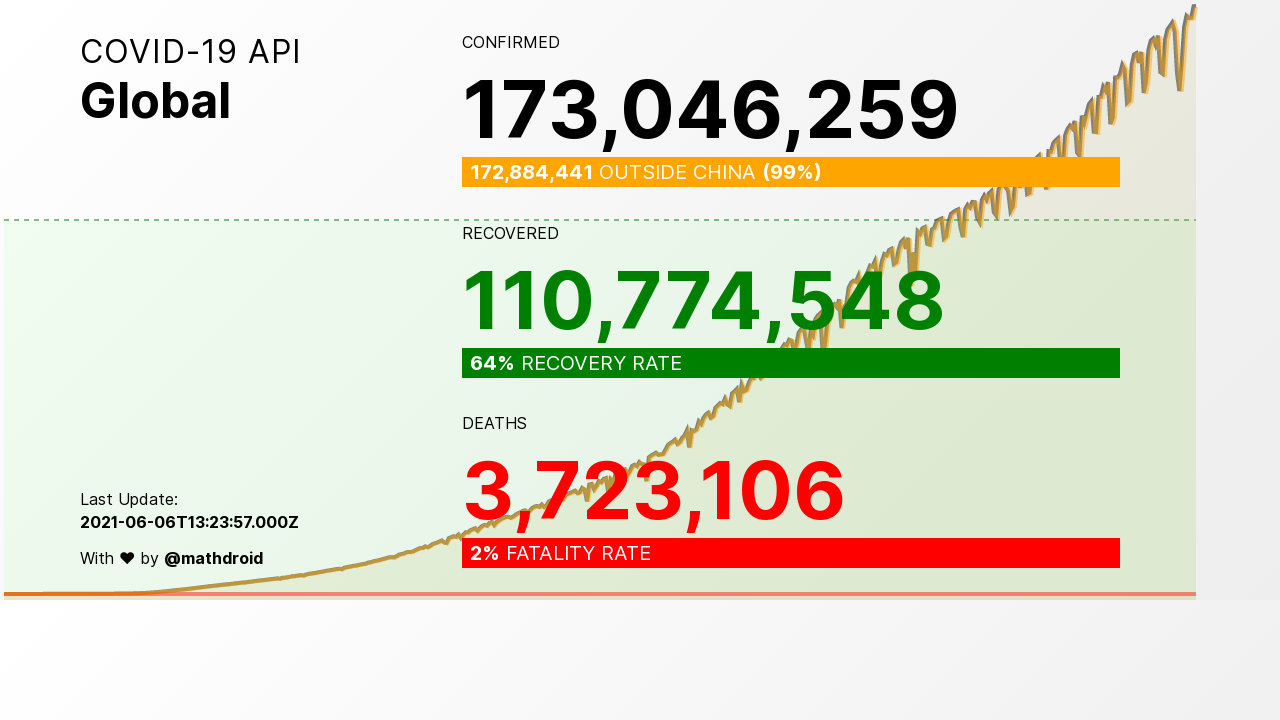 COVID-19 API
Global
CONFIRMED
173,046,259
172,884,441 OUTSIDE CHINA (99%)
RECOVERED
110,774,548
64% RECOVERY RATE
DEATHS
3,723,106
2% FATALITY RATE
Last Update:
2021-06-06T13:23:57.000Z
With ♥ by @mathdroid